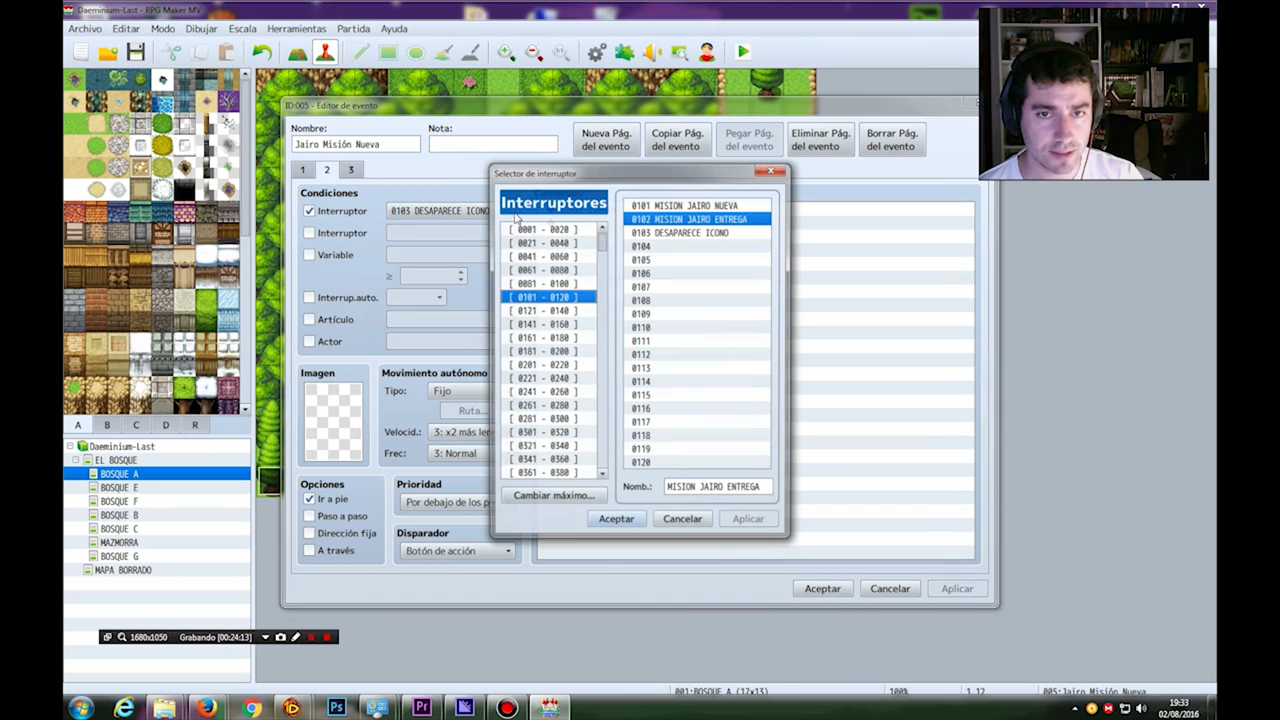 Daeminium-Last - RPG Maker MV
Archivo Editar Modo Dibujar Escala Herramientas Partida Ayuda
ID:005 - Editor de evento
Nombre: Nota:
Jairo Misión Nueva
Nueva Pág. del evento
Copiar Pág. del evento
Pegar Pág. del evento
Eliminar Pág. del evento
Borrar Pág. del evento
1 2 3
Condiciones
Interruptor 0103 DESAPARECE ICONO
Interruptor
Variable
≥
Interrup.auto.
Artículo
Actor
Imagen
Movimiento autónomo
Tipo: Fijo
Ruta...
Velocid.: 3: x2 más len
Frec: 3: Normal
Opciones
Ir a pie
Paso a paso
Dirección fija
A través
Prioridad
Por debajo de los p
Disparador
Botón de acción
Selector de interruptor
Interruptores
[ 0001 - 0020 ]
[ 0021 - 0040 ]
[ 0041 - 0060 ]
[ 0061 - 0080 ]
[ 0081 - 0100 ]
[ 0101 - 0120 ]
[ 0121 - 0140 ]
[ 0141 - 0160 ]
[ 0161 - 0180 ]
[ 0181 - 0200 ]
[ 0201 - 0220 ]
[ 0221 - 0240 ]
[ 0241 - 0260 ]
[ 0261 - 0280 ]
[ 0281 - 0300 ]
[ 0301 - 0320 ]
[ 0321 - 0340 ]
[ 0341 - 0360 ]
[ 0361 - 0380 ]
Cambiar máximo...
0101 MISION JAIRO NUEVA
0102 MISION JAIRO ENTREGA
0103 DESAPARECE ICONO
0104
0105
0106
0107
0108
0109
0110
0111
0112
0113
0114
0115
0116
0117
0118
0119
0120
Nomb.: MISION JAIRO ENTREGA
Aceptar Cancelar Aplicar
Aceptar Cancelar Aplicar
A B C D R
Daeminium-Last
EL BOSQUE
BOSQUE A
BOSQUE E
BOSQUE F
BOSQUE B
BOSQUE C
MAZMORRA
BOSQUE G
MAPA BORRADO
1680x1050 Grabando [00:24:13]
001:BOSQUE A (17x13) 100% 1,12 005:Jairo Misión Nueva
Ps Pr
19:33
02/08/2016